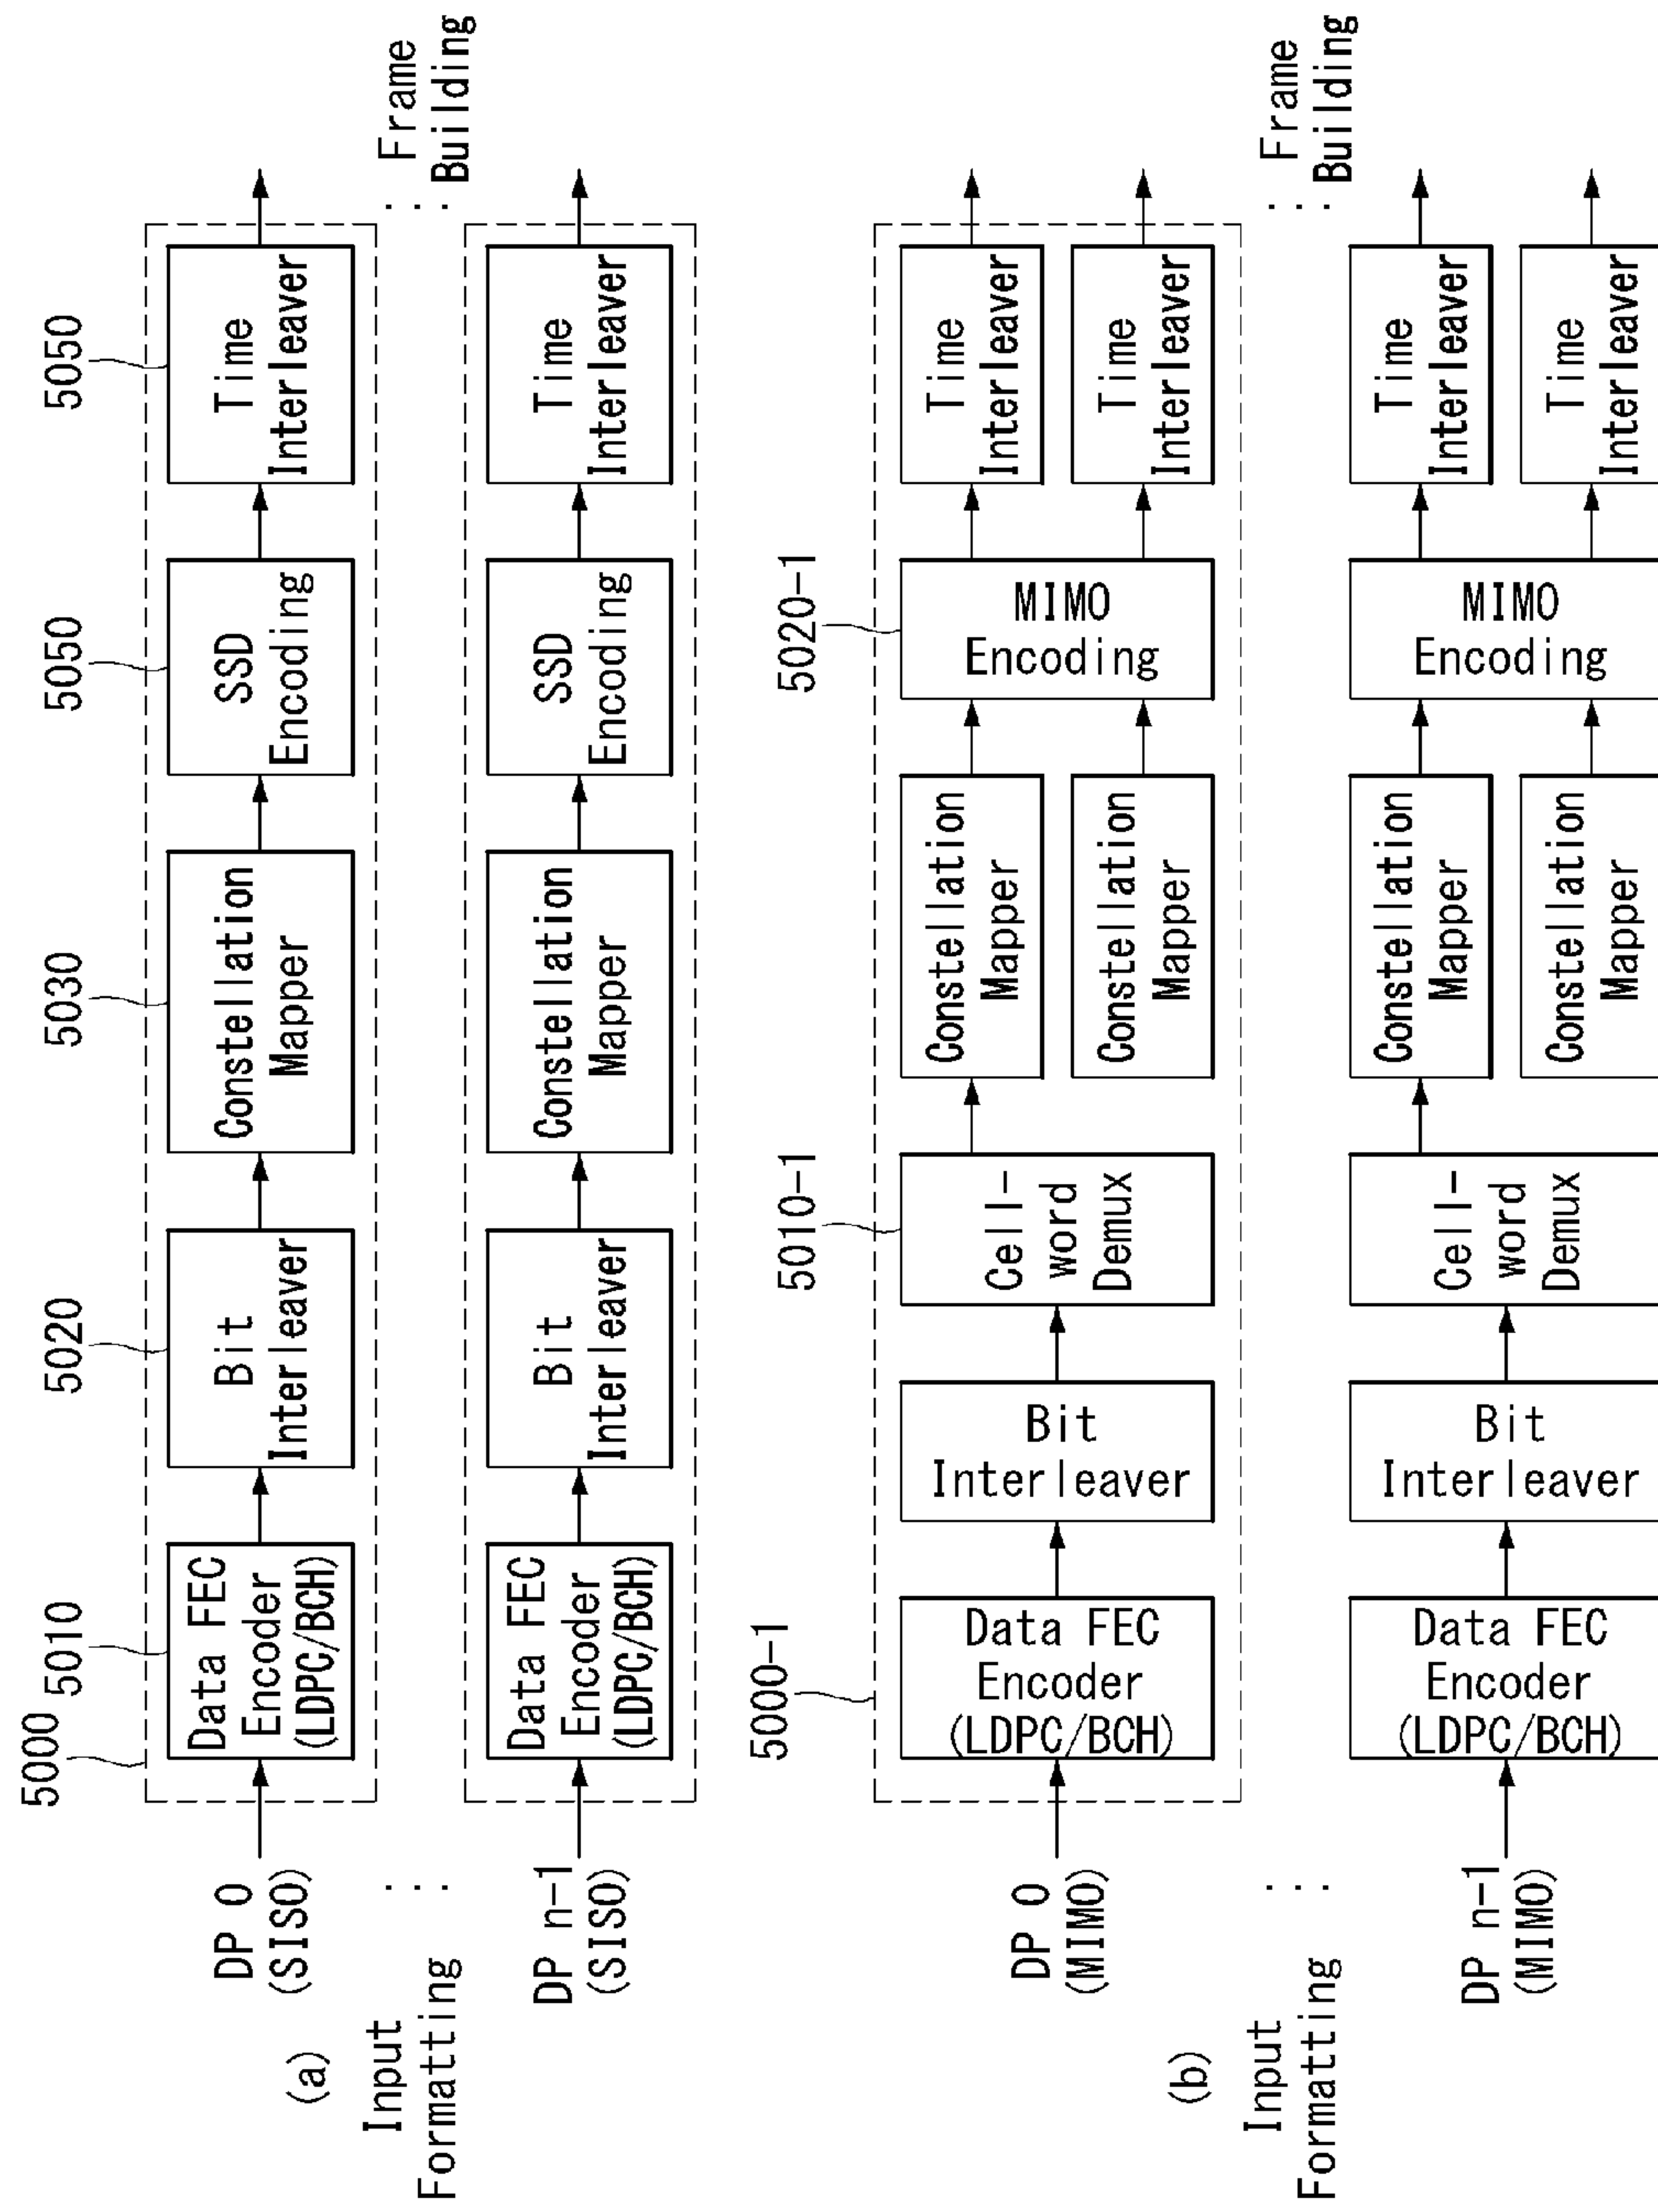 5000
5010
5020
5030
5050
5050
(a)
Input
Formatting
DP 0
(SISO)
Data FEC
Encoder
(LDPC/BCH)
Bit
Interleaver
Constellation
Mapper
SSD
Encoding
Time
Interleaver
...
...
Frame
Building
DP n-1
(SISO)
Data FEC
Encoder
(LDPC/BCH)
Bit
Interleaver
Constellation
Mapper
SSD
Encoding
Time
Interleaver
5000-1
5010-1
5020-1
(b)
Input
Formatting
DP 0
(MIMO)
Data FEC
Encoder
(LDPC/BCH)
Bit
Interleaver
Cell-
word
Demux
Constellation
Mapper
Constellation
Mapper
MIMO
Encoding
Time
Interleaver
Time
Interleaver
...
...
Frame
Building
DP n-1
(MIMO)
Data FEC
Encoder
(LDPC/BCH)
Bit
Interleaver
Cell-
word
Demux
Constellation
Mapper
Constellation
Mapper
MIMO
Encoding
Time
Interleaver
Time
Interleaver